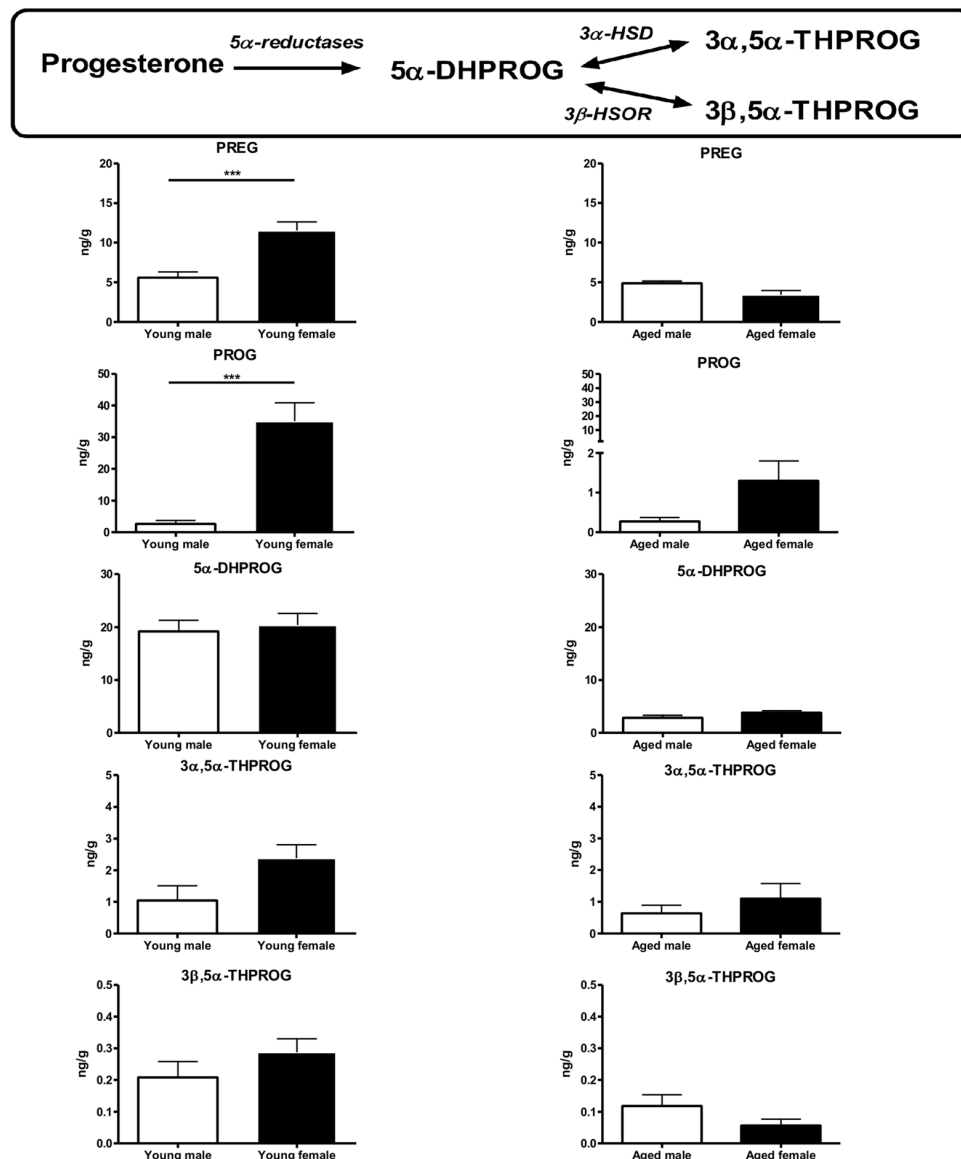 5α-reductases
3α-HSD
3α,5α-THPROG
Progesterone
5α-DHPROG
3β-HSOR
3β,5α-THPROG
PREG
20
15
10
5
0
ng/g
***
Young male
Young female
PREG
20
15
10
5
0
ng/g
Aged male
Aged female
PROG
50
40
30
20
10
0
ng/g
***
Young male
Young female
PROG
50
40
30
20
10
2
1
0
ng/g
Aged male
Aged female
5α-DHPROG
30
20
10
0
ng/g
Young male
Young female
5α-DHPROG
30
20
10
0
ng/g
Aged male
Aged female
3α,5α-THPROG
5
4
3
2
1
0
ng/g
Young male
Young female
3α,5α-THPROG
5
4
3
2
1
0
ng/g
Aged male
Aged female
3β,5α-THPROG
0.5
0.4
0.3
0.2
0.1
0.0
ng/g
Young male
Young female
3β,5α-THPROG
0.5
0.4
0.3
0.2
0.1
0.0
ng/g
Aged male
Aged female